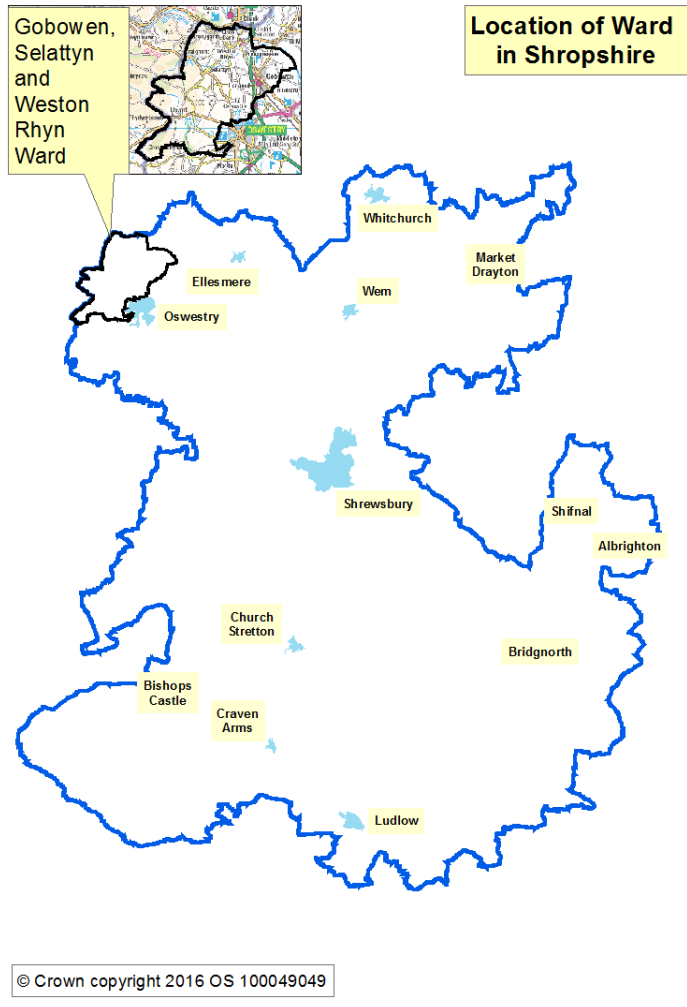 Gobowen,
Selattyn
and
Weston
Rhyn
Ward
OSWESTRY
Location of Ward
in Shropshire
Whitchurch
Market
Drayton
Ellesmere
Wem
Oswestry
Shrewsbury
Shifnal
Albrighton
Church
Stretton
Bridgnorth
Bishops
Castle
Craven
Arms
Ludlow
© Crown copyright 2016 OS 100049049